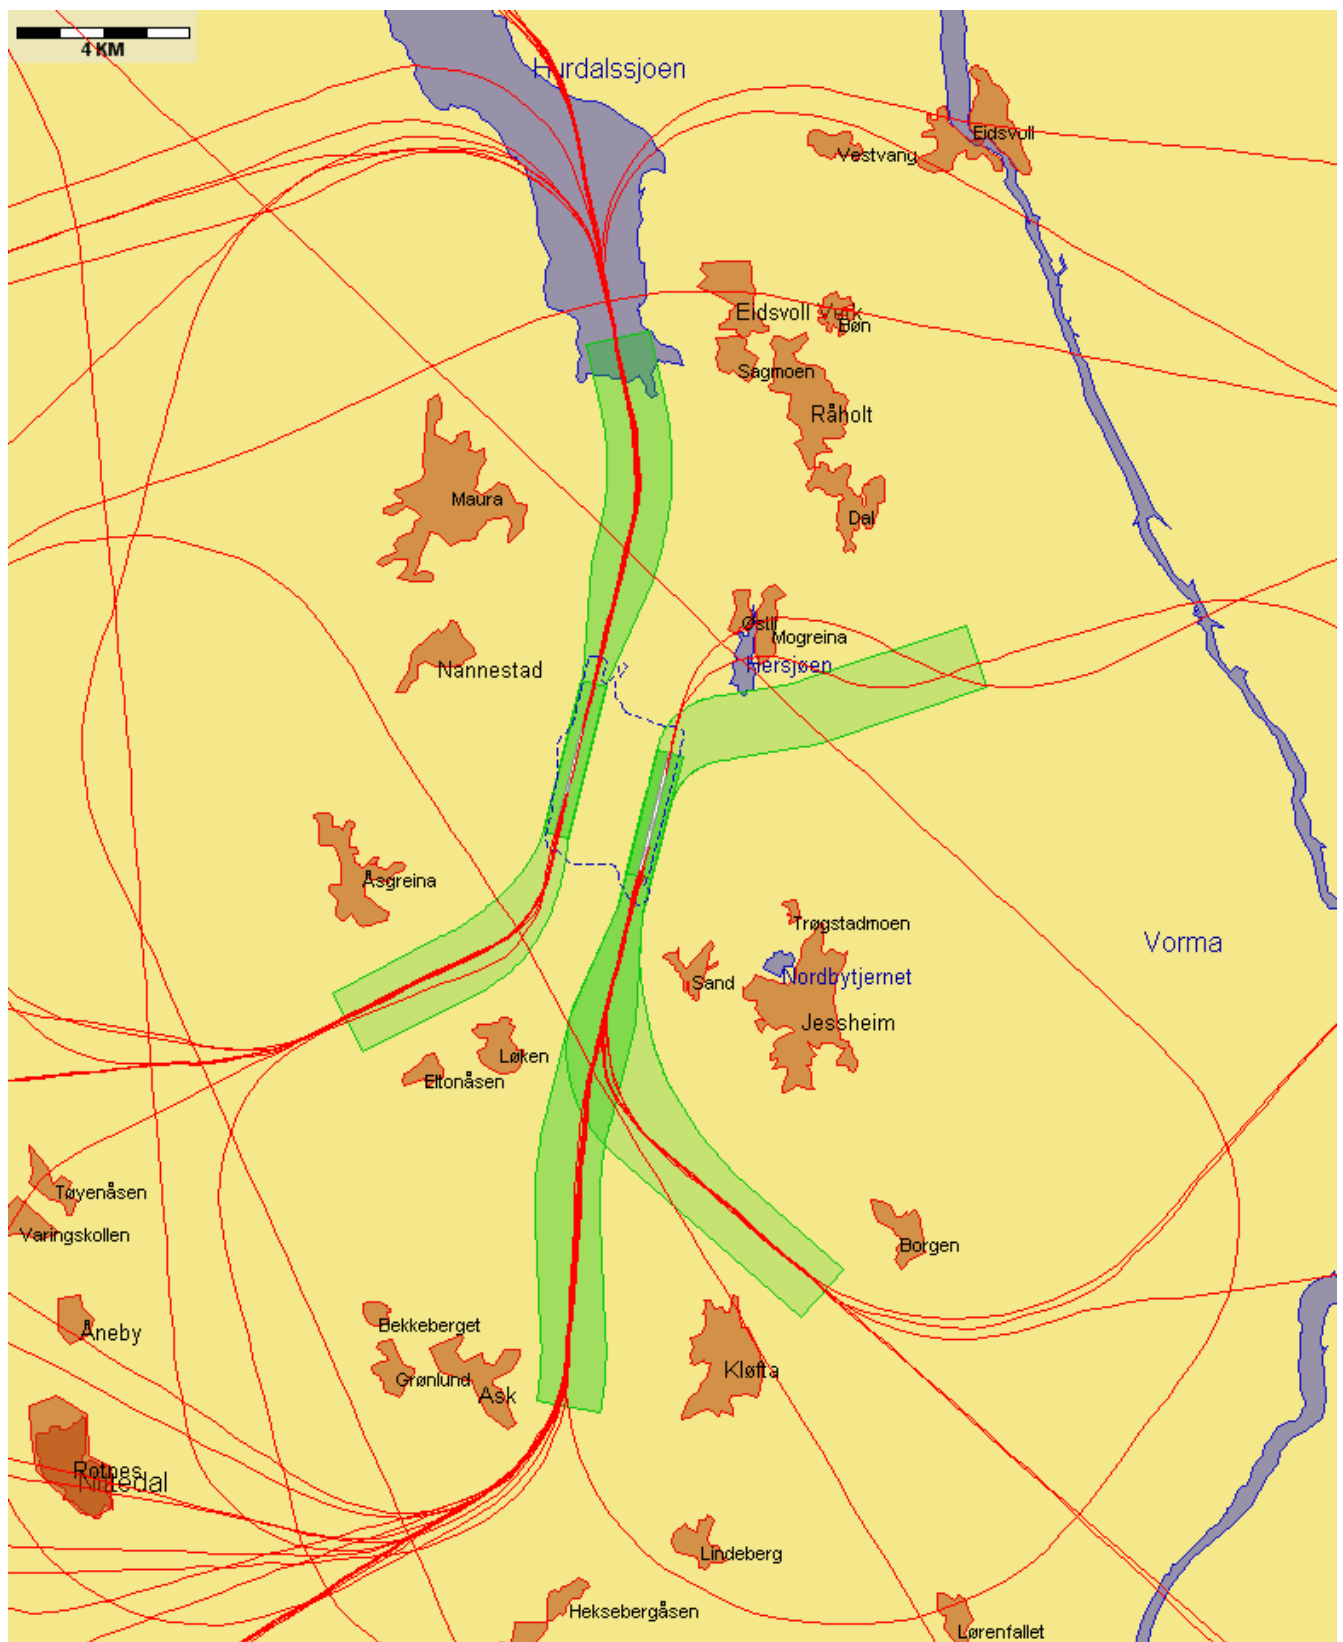 4 KM
Hurdalssjoen
Eidsvull
Vestvang
Eidsvoll Verk
Bøn
Sagmoen
Råholt
Maura
Dal
Østli
Mogreina
Nannestad
Hersjøen
Åsgreina
Trøgstadmoen
Vorma
Sand
Nordbytjernet
Jessheim
Løken
Eltonåsen
Tøyenåsen
Varingskollen
Borgen
Åneby
Bekkeberget
Grønlund
Ask
Kløfta
Rotnes
Nittedal
Lindeberg
Heksebergåsen
Lørenfallet